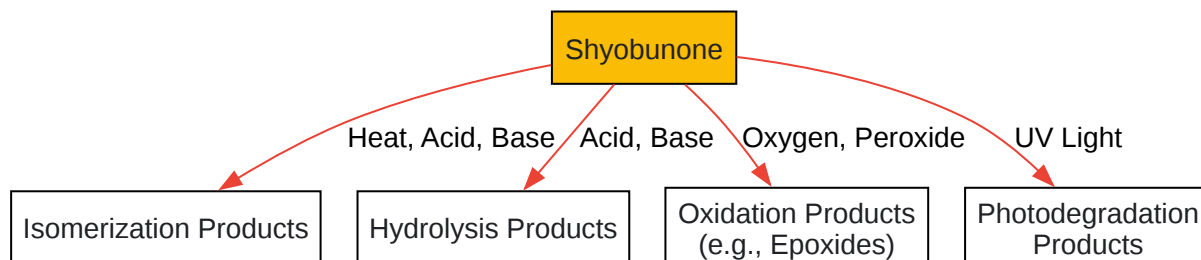 Shyobunone
Heat, Acid, Base
Acid, Base
Oxygen, Peroxide
UV Light
Isomerization Products
Hydrolysis Products
Oxidation Products
(e.g., Epoxides)
Photodegradation
Products